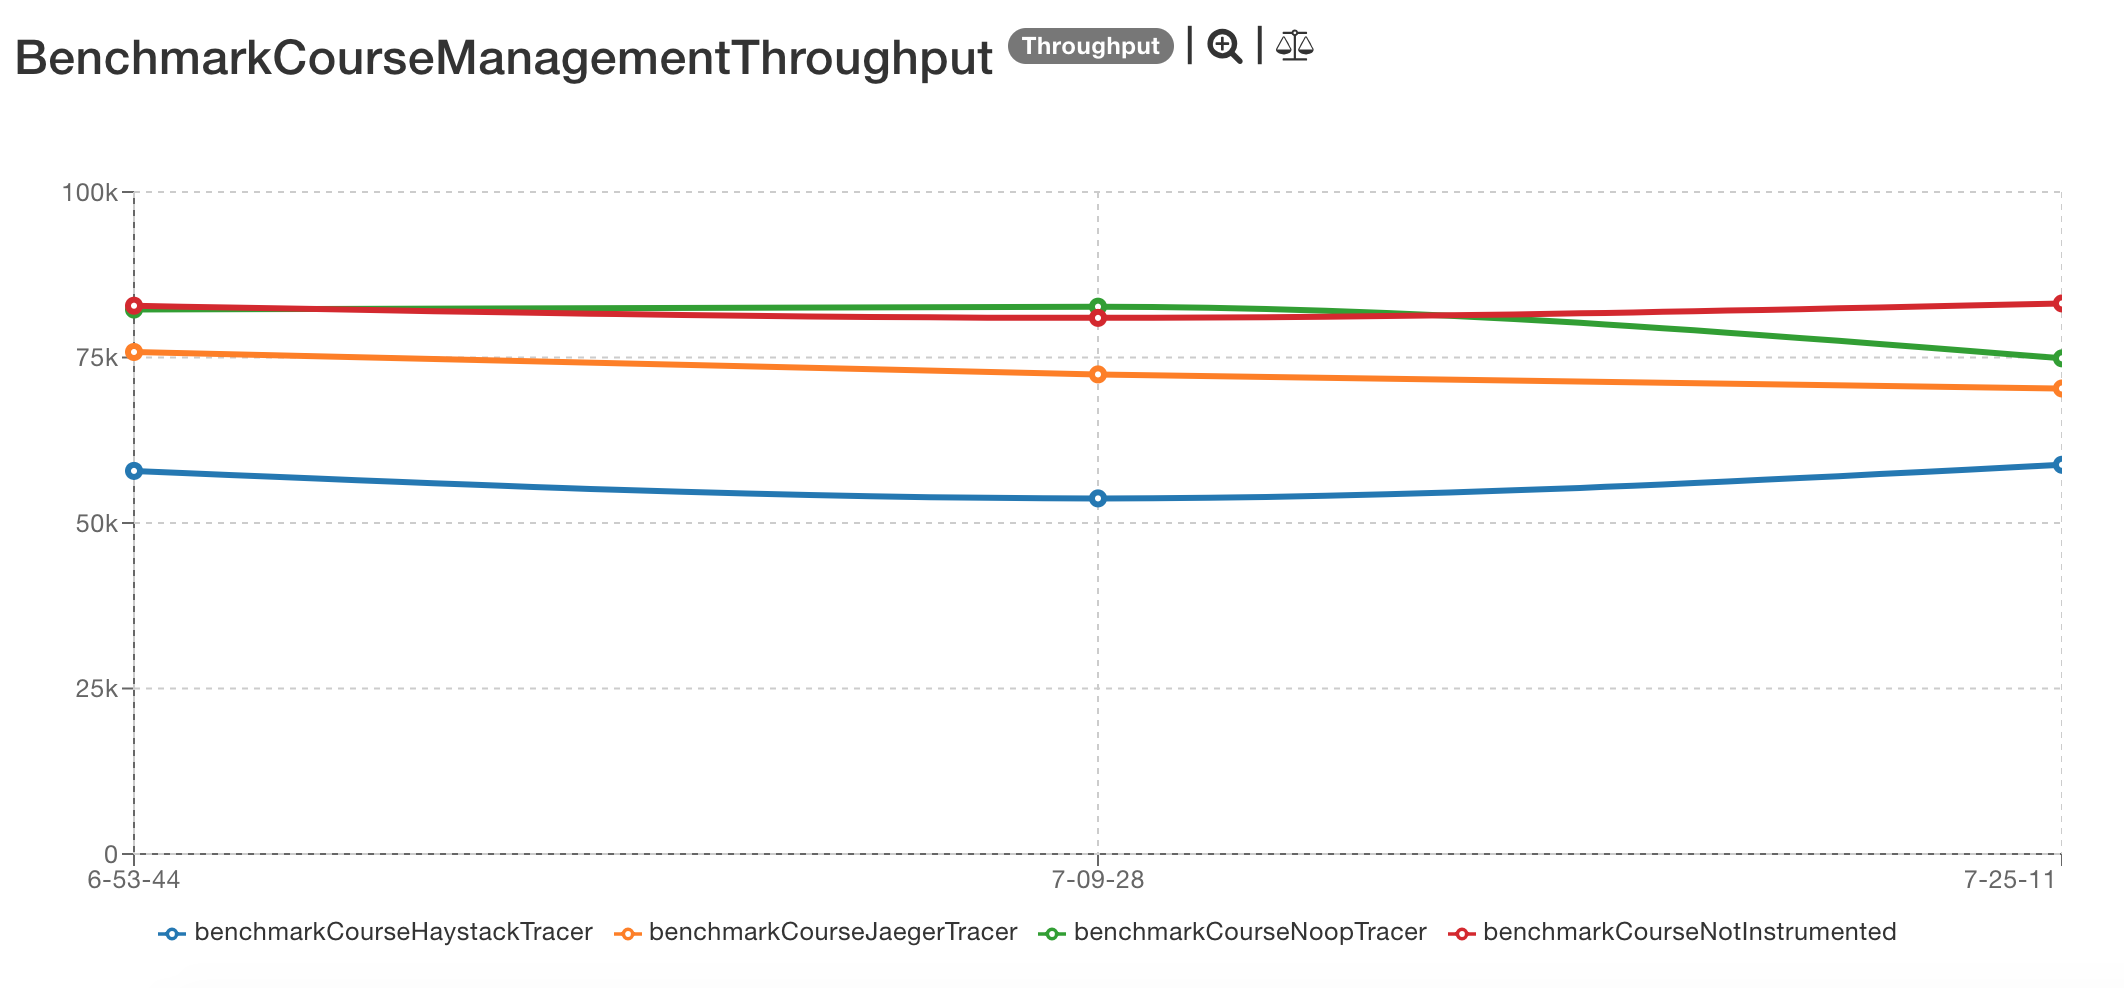 BenchmarkCourseManagementThroughput Throughput
100k
75k
50k
25k
0
6-53-44 7-09-28 7-25-11
benchmarkCourseHaystackTracer benchmarkCourseJaegerTracer benchmarkCourseNoopTracer benchmarkCourseNotInstrumented